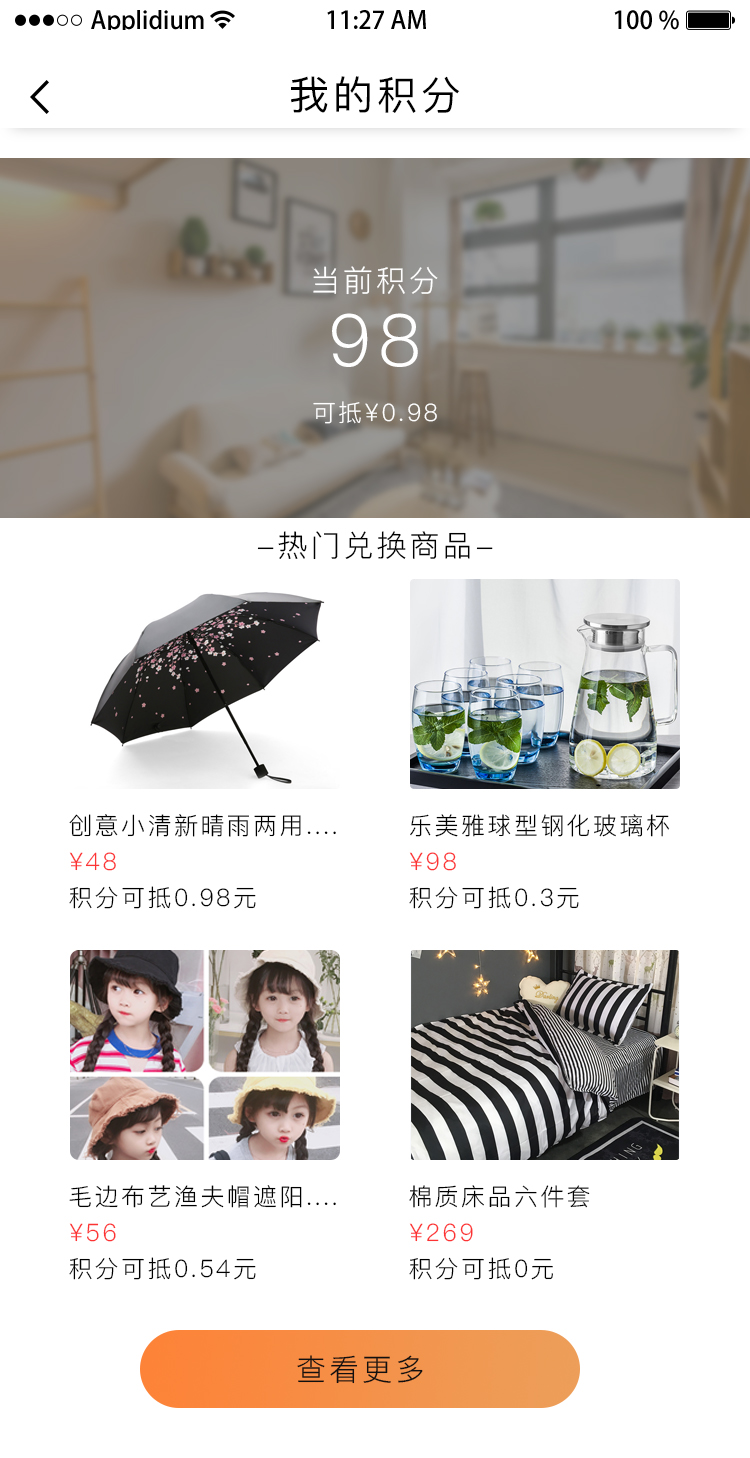 Applidium 11:27 AM 100 %
我的积分
当前积分
98
可抵¥0.98
–热门兑换商品–
创意小清新晴雨两用....
¥48
积分可抵0.98元
乐美雅球型钢化玻璃杯
¥98
积分可抵0.3元
毛边布艺渔夫帽遮阳....
¥56
积分可抵0.54元
棉质床品六件套
¥269
积分可抵0元
查看更多